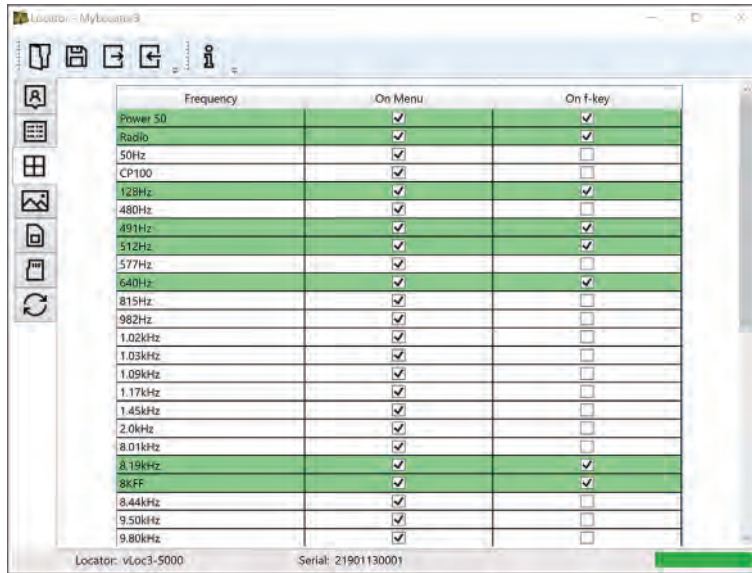 Locator - Mylocator3
Frequency On Menu On f-key
Power 50
Radio
50Hz
CP100
128Hz
480Hz
491Hz
512Hz
577Hz
640Hz
815Hz
982Hz
1.02kHz
1.03kHz
1.09kHz
1.17kHz
1.45kHz
2.0kHz
8.01kHz
8.19kHz
8KFF
8.44kHz
9.50kHz
9.80kHz
Locator: vLoc3-5000 Serial: 21901130001